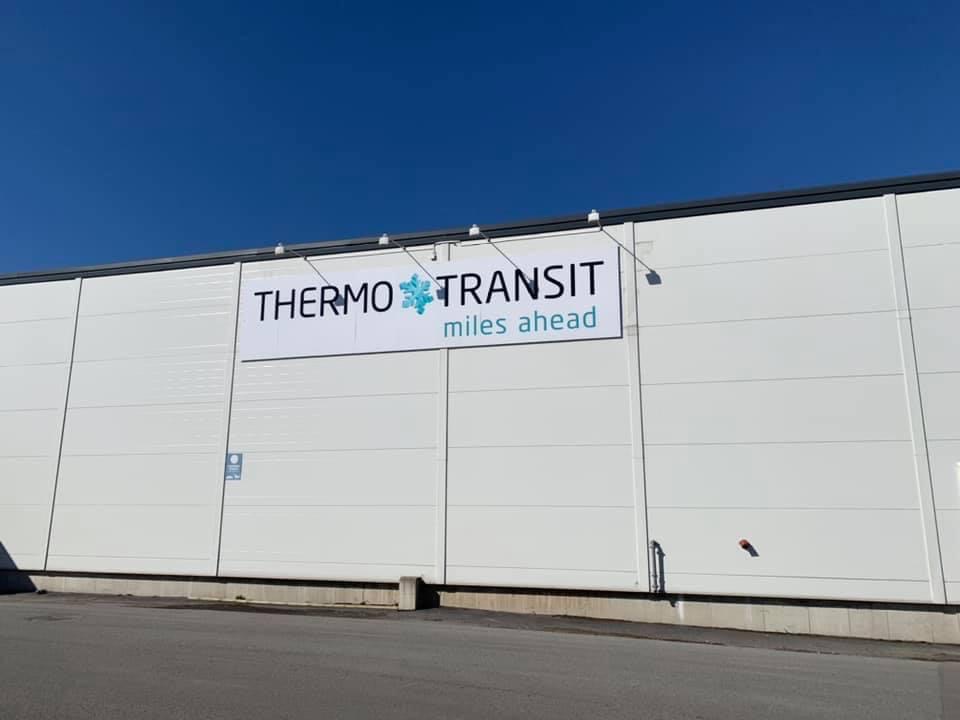 THERMO TRANSIT
miles ahead